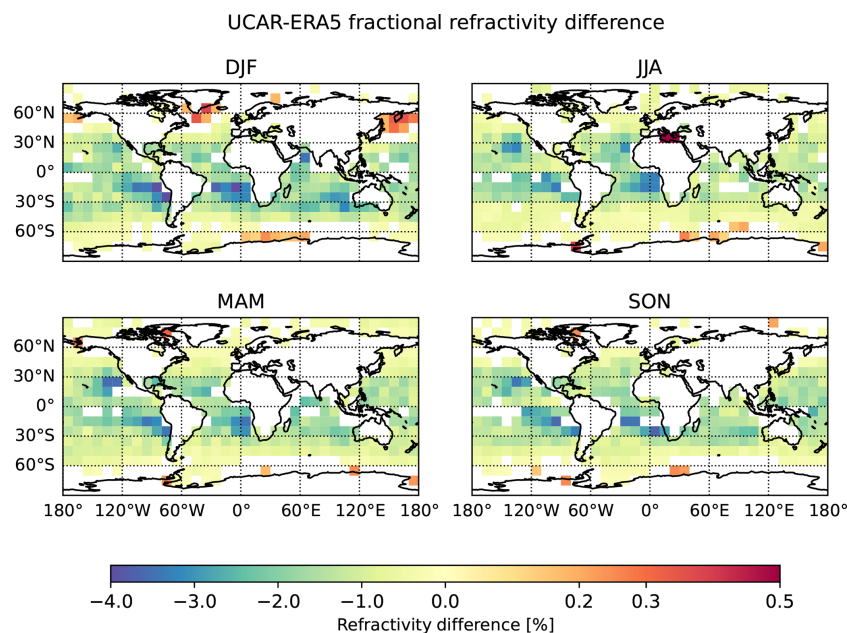 UCAR-ERA5 fractional refractivity difference
DJF
JJA
60°N
30°N
0°
30°S
60°S
MAM
SON
60°N
30°N
0°
30°S
60°S
180° 120°W 60°W 0° 60°E 120°E 180° 120°W 60°W 0° 60°E 120°E 180°
−4.0 −3.0 −2.0 −1.0 0.0 0.2 0.3 0.5
Refractivity difference [%]